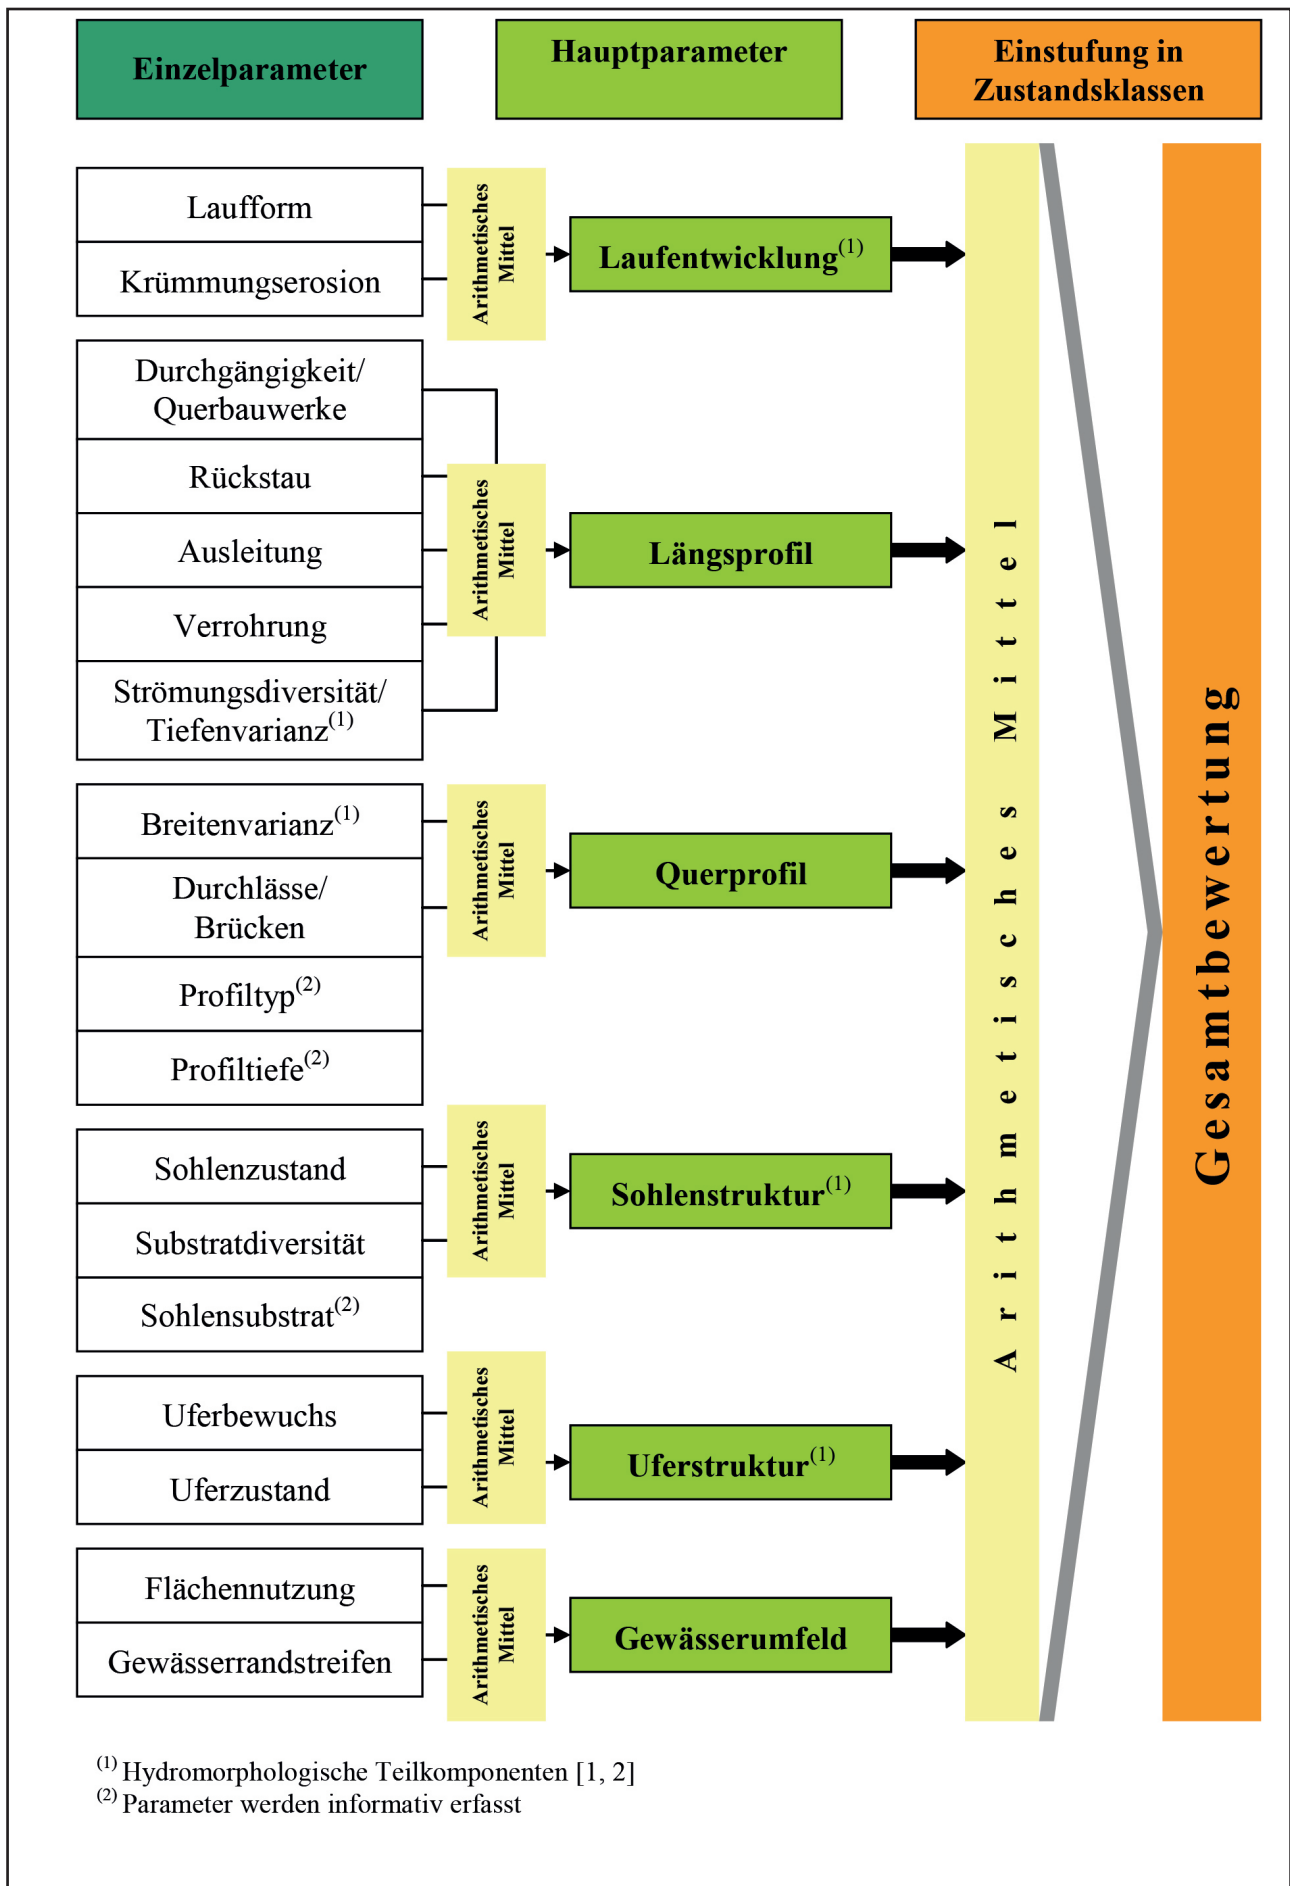 Einzelparameter
Hauptparameter
Einstufung in
Zustandsklassen
Laufform
Krümmungserosion
Arithmetisches
Mittel
Laufentwicklung(1)
Durchgängigkeit/
Querbauwerke
Rückstau
Ausleitung
Verrohrung
Strömungsdiversität/
Tiefenvarianz(1)
Arithmetisches
Mittel
Längsprofil
Breitenvarianz(1)
Durchlässe/
Brücken
Profiltyp(2)
Profiltiefe(2)
Arithmetisches
Mittel
Querprofil
Sohlenzustand
Substratdiversität
Sohlensubstrat(2)
Arithmetisches
Mittel
Sohlenstruktur(1)
Uferbewuchs
Uferzustand
Arithmetisches
Mittel
Uferstruktur(1)
Flächennutzung
Gewässerrandstreifen
Arithmetisches
Mittel
Gewässerumfeld
Arithmetisches Mittel
Gesamtbewertung
(1) Hydromorphologische Teilkomponenten [1, 2]
(2) Parameter werden informativ erfasst